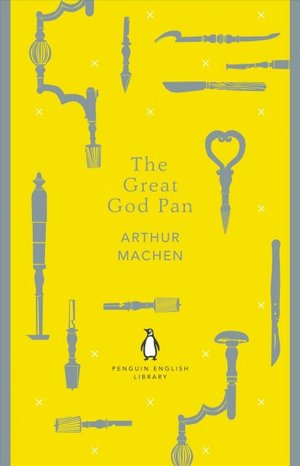 The
Great
God Pan
ARTHUR
MACHEN
PENGUIN ENGLISH
LIBRARY